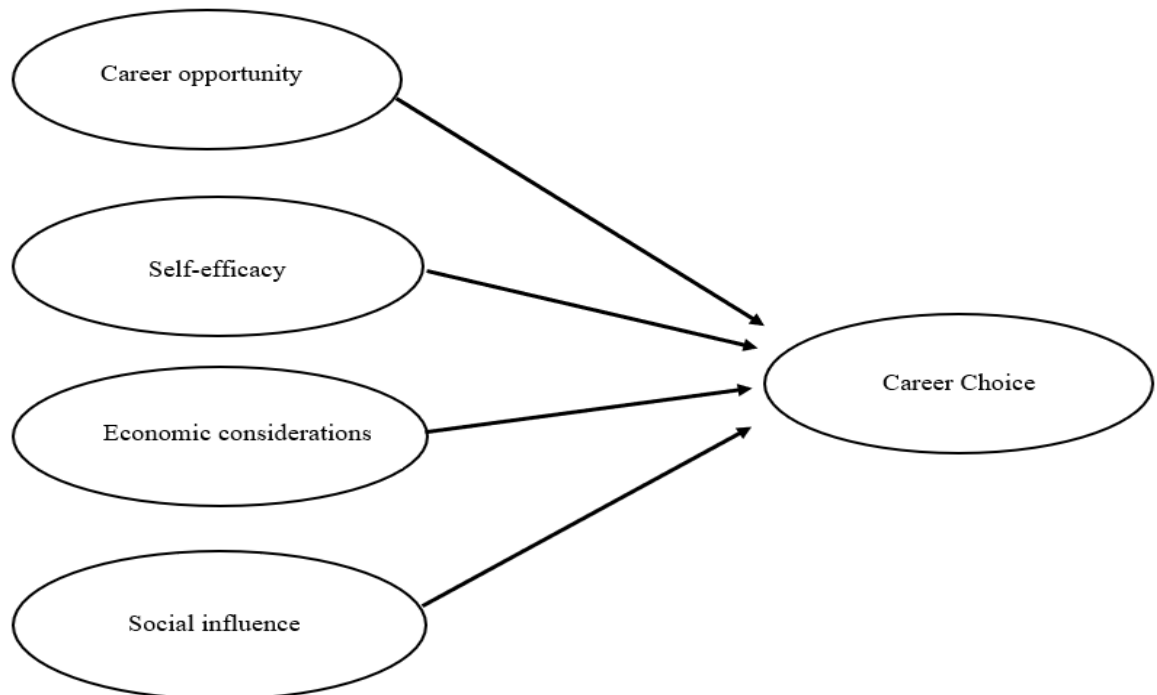 Career opportunity
Self-efficacy
Economic considerations
Social influence
Career Choice